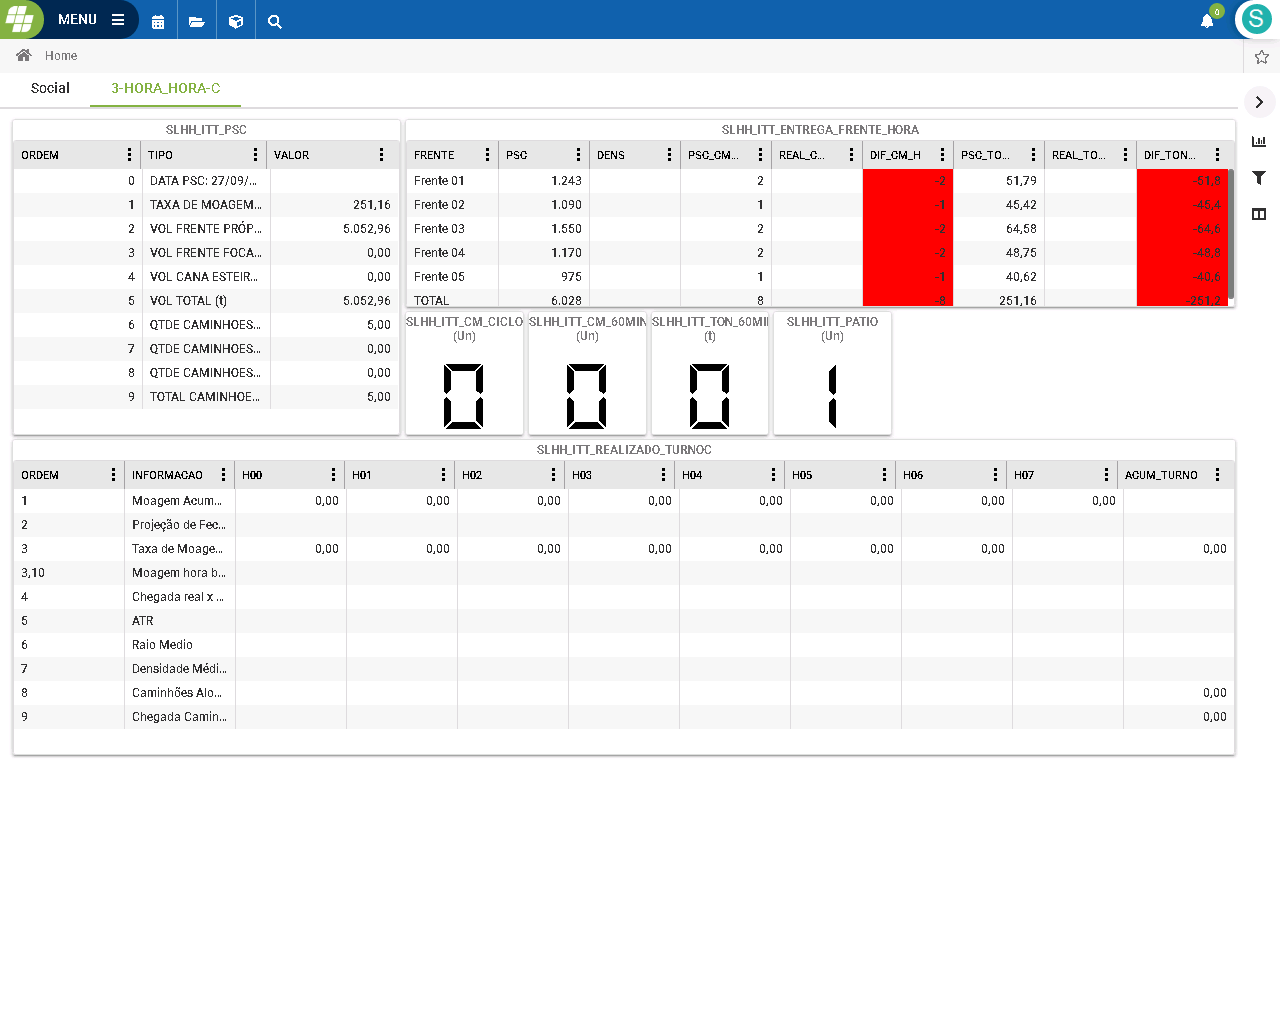 MENU
0
S
Home
Social
3-HORA_HORA-C
SLHH_ITT_PSC
ORDEM TIPO VALOR
0 DATA PSC: 27/09/...
1 TAXA DE MOAGEM... 251,16
2 VOL FRENTE PRÓP... 5.052,96
3 VOL FRENTE FOCA... 0,00
4 VOL CANA ESTEIR... 0,00
5 VOL TOTAL (t) 5.052,96
6 QTDE CAMINHOES... 5,00
7 QTDE CAMINHOES... 0,00
8 QTDE CAMINHOES... 0,00
9 TOTAL CAMINHOE... 5,00
SLHH_ITT_ENTREGA_FRENTE_HORA
FRENTE PSC DENS PSC_CM... REAL_C... DIF_CM_H PSC_TO... REAL_TO... DIF_TON...
Frente 01 1.243 2 -2 51,79 -51,8
Frente 02 1.090 1 -1 45,42 -45,4
Frente 03 1.550 2 -2 64,58 -64,6
Frente 04 1.170 2 -2 48,75 -48,8
Frente 05 975 1 -1 40,62 -40,6
TOTAL 6.028 8 -8 251,16 -251,2
SLHH_ITT_CM_CICLO
(Un)
0
SLHH_ITT_CM_60MIN
(Un)
0
SLHH_ITT_TON_60MI
(t)
0
SLHH_ITT_PATIO
(Un)
1
SLHH_ITT_REALIZADO_TURNOC
ORDEM INFORMACAO H00 H01 H02 H03 H04 H05 H06 H07 ACUM_TURNO
1 Moagem Acum... 0,00 0,00 0,00 0,00 0,00 0,00 0,00 0,00
2 Projeção de Fec...
3 Taxa de Moage... 0,00 0,00 0,00 0,00 0,00 0,00 0,00 0,00
3,10 Moagem hora b...
4 Chegada real x ...
5 ATR
6 Raio Medio
7 Densidade Médi...
8 Caminhões Alo... 0,00
9 Chegada Camin... 0,00